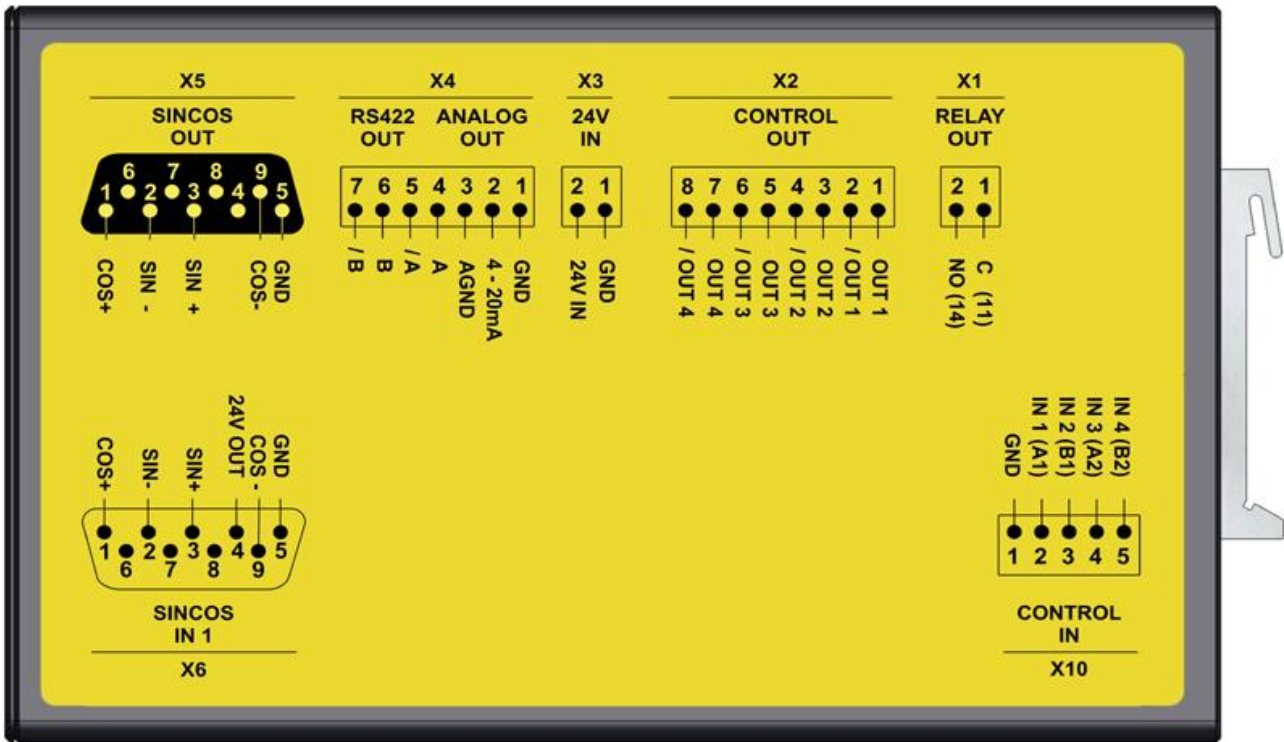 X5
SINCOS
OUT
6 7 8 9
1 2 3 4 5
COS+
SIN -
SIN +
COS-
GND
X4
RS422 ANALOG
OUT OUT
7 6 5 4 3 2 1
/ B
B
/ A
A
AGND
4 - 20mA
GND
X3
24V
IN
2 1
24V IN
GND
X2
CONTROL
OUT
8 7 6 5 4 3 2 1
/ OUT 4
OUT 4
/ OUT 3
OUT 3
/ OUT 2
OUT 2
/ OUT 1
OUT 1
X1
RELAY
OUT
2 1
NO (14)
C (11)
COS+
SIN-
SIN+
24V OUT
COS -
GND
1 2 3 4 5
6 7 8 9
SINCOS
IN 1
X6
GND
IN 1 (A1)
IN 2 (B1)
IN 3 (A2)
IN 4 (B2)
1 2 3 4 5
CONTROL
IN
X10